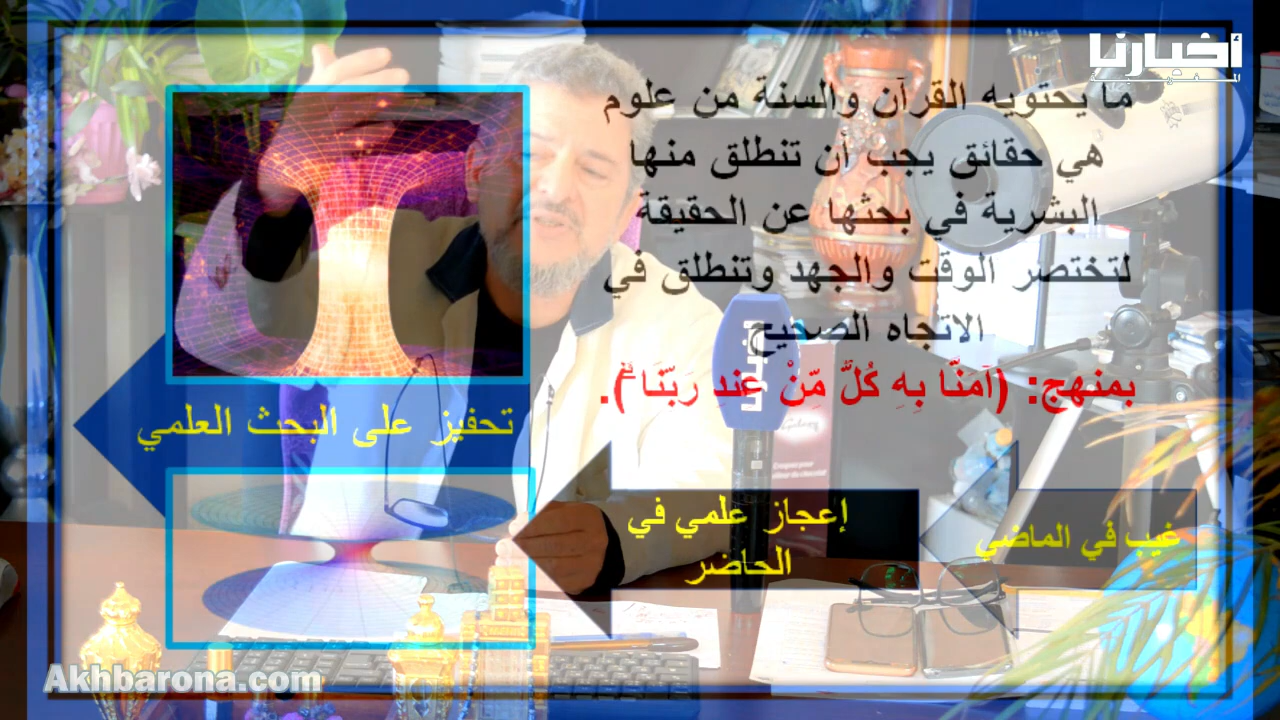 أخبارنا
المغربية
ما يحتويه القرآن والسنة من علوم
هي حقائق يجب أن تنطلق منها
البشرية في بحثها عن الحقيقة
لتختصر الوقت والجهد وتنطلق في
الاتجاه الصحيح
بمنهج: (آمَنَّا بِهِ كُلٌّ مِّنْ عِندِ رَبِّنَا ۗ).
تحفيز على البحث العلمي
إعجاز علمي في
الحاضر
غيب في الماضي
Akhbarona.com